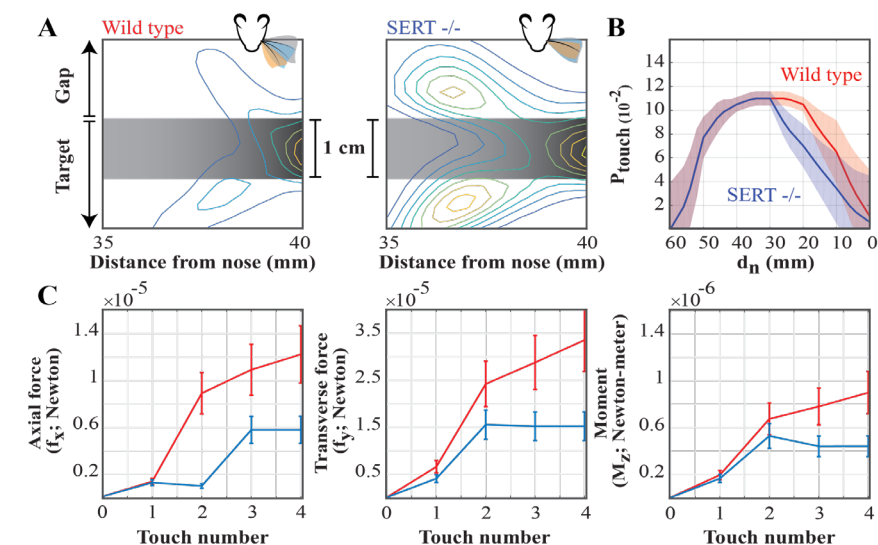 A
Wild type
SERT -/-
B
Gap
Target
1 cm
35
40
Distance from nose (mm)
35
40
Distance from nose (mm)
Ptouch (10-2)
14
12
10
8
6
4
2
Wild type
SERT -/-
60 50 40 30 20 10 0
dn (mm)
C
×10-5
Axial force
(fx; Newton)
1.4
1
0.6
0.2
0 1 2 3 4
Touch number
×10-5
Transverse force
(fy; Newton)
3.5
2.5
1.5
0.5
0 1 2 3 4
Touch number
×10-6
Moment
(Mz; Newton-meter)
1.4
1
0.6
0.2
0 1 2 3 4
Touch number